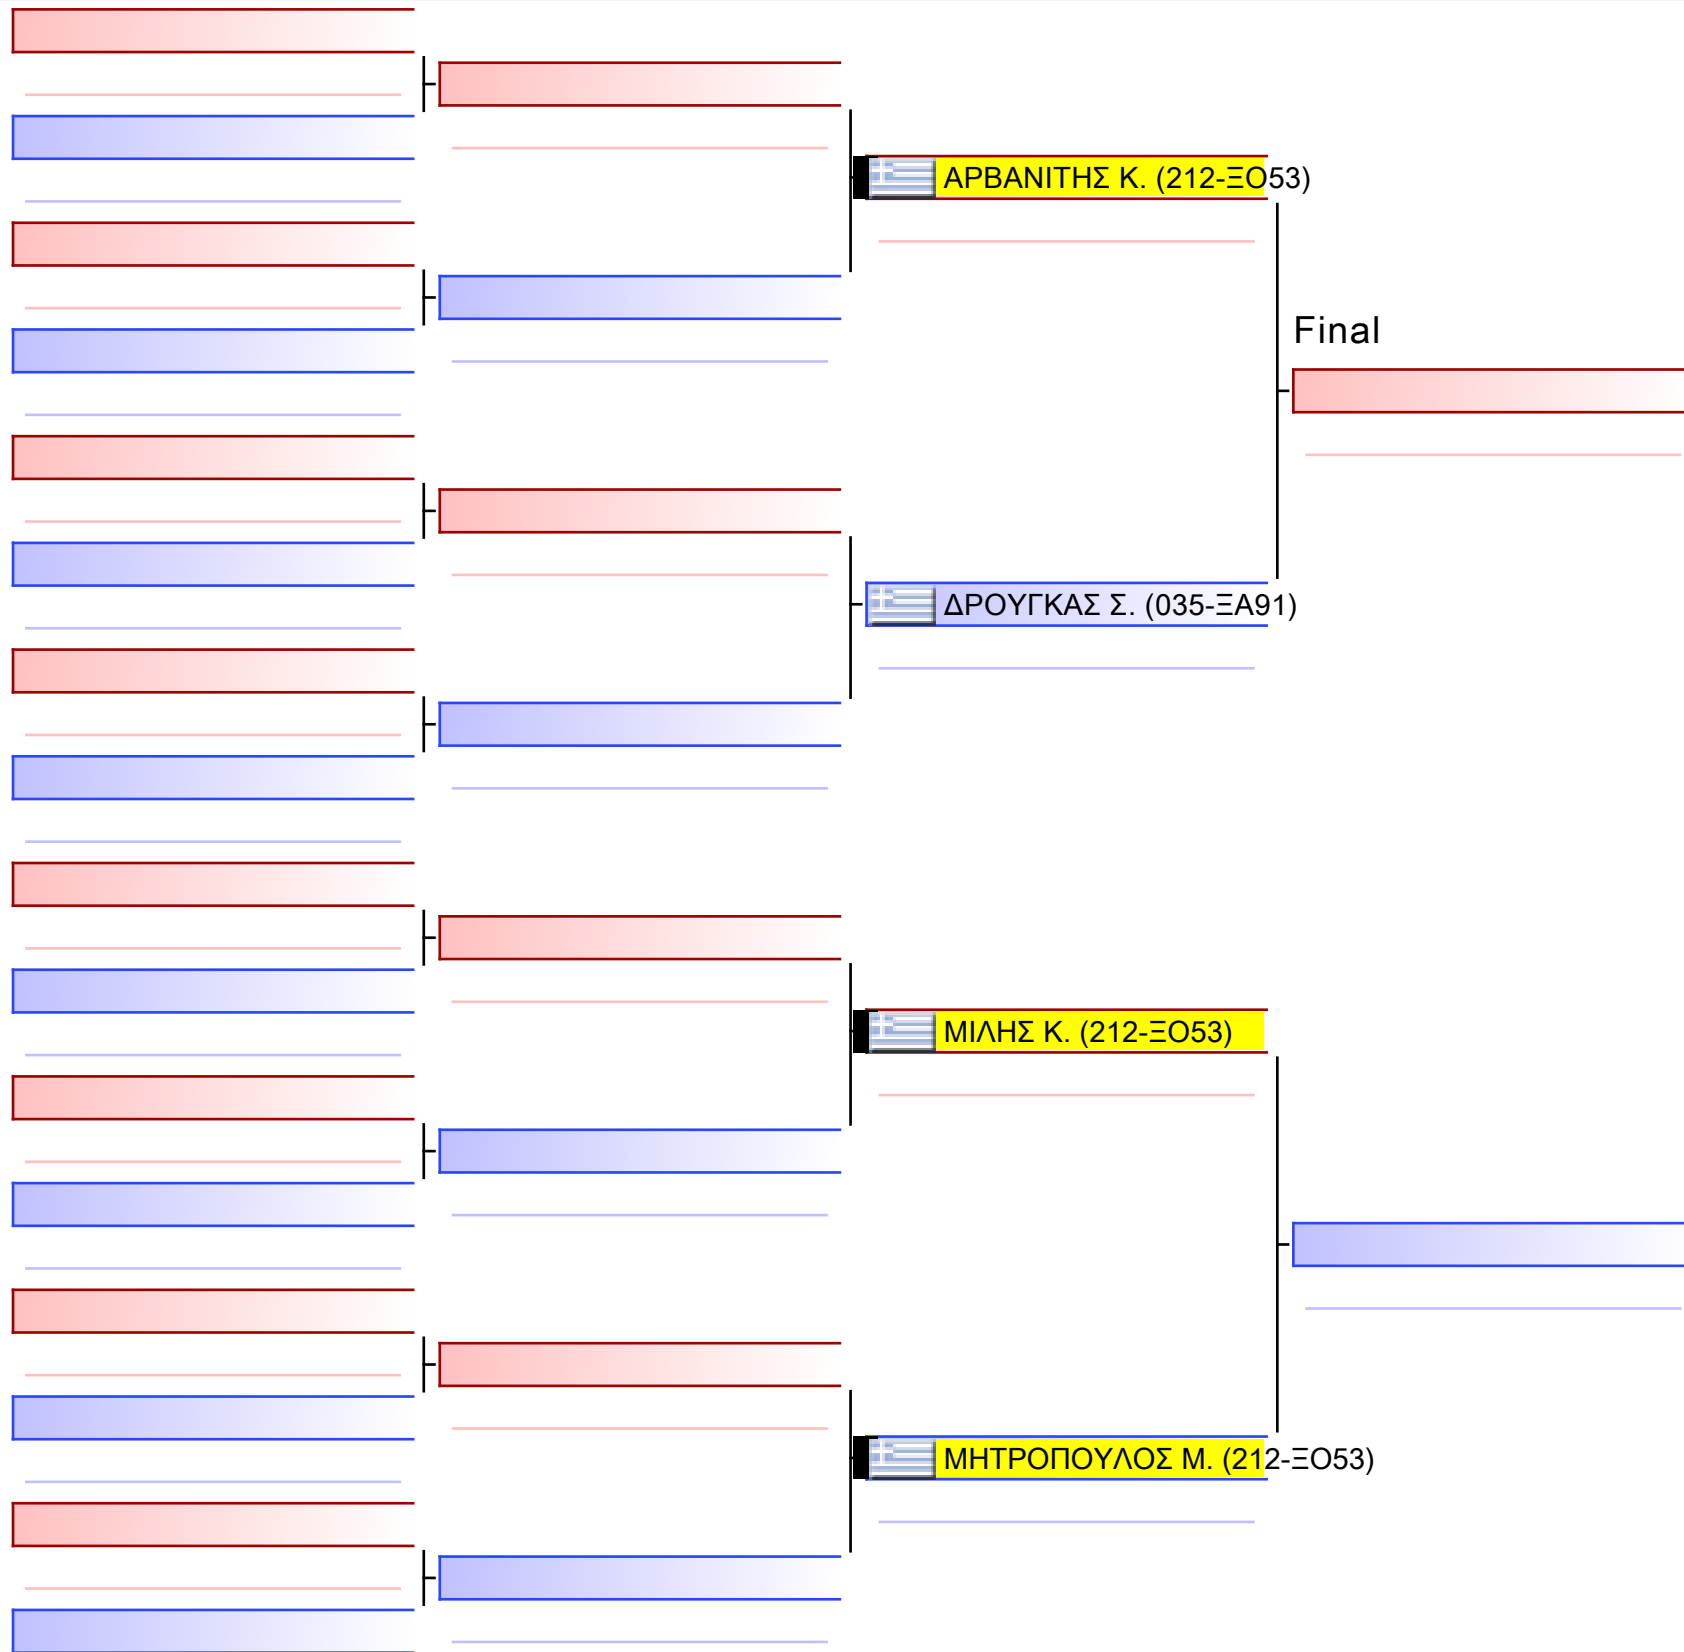 ΑΡΒΑΝΙΤΗΣ Κ. (212-ΞΟ53)
Final
ΔΡΟΥΓΚΑΣ Σ. (035-ΞΑ91)
ΜΙΛΗΣ Κ. (212-ΞΟ53)
ΜΗΤΡΟΠΟΥΛΟΣ Μ. (212-ΞΟ53)